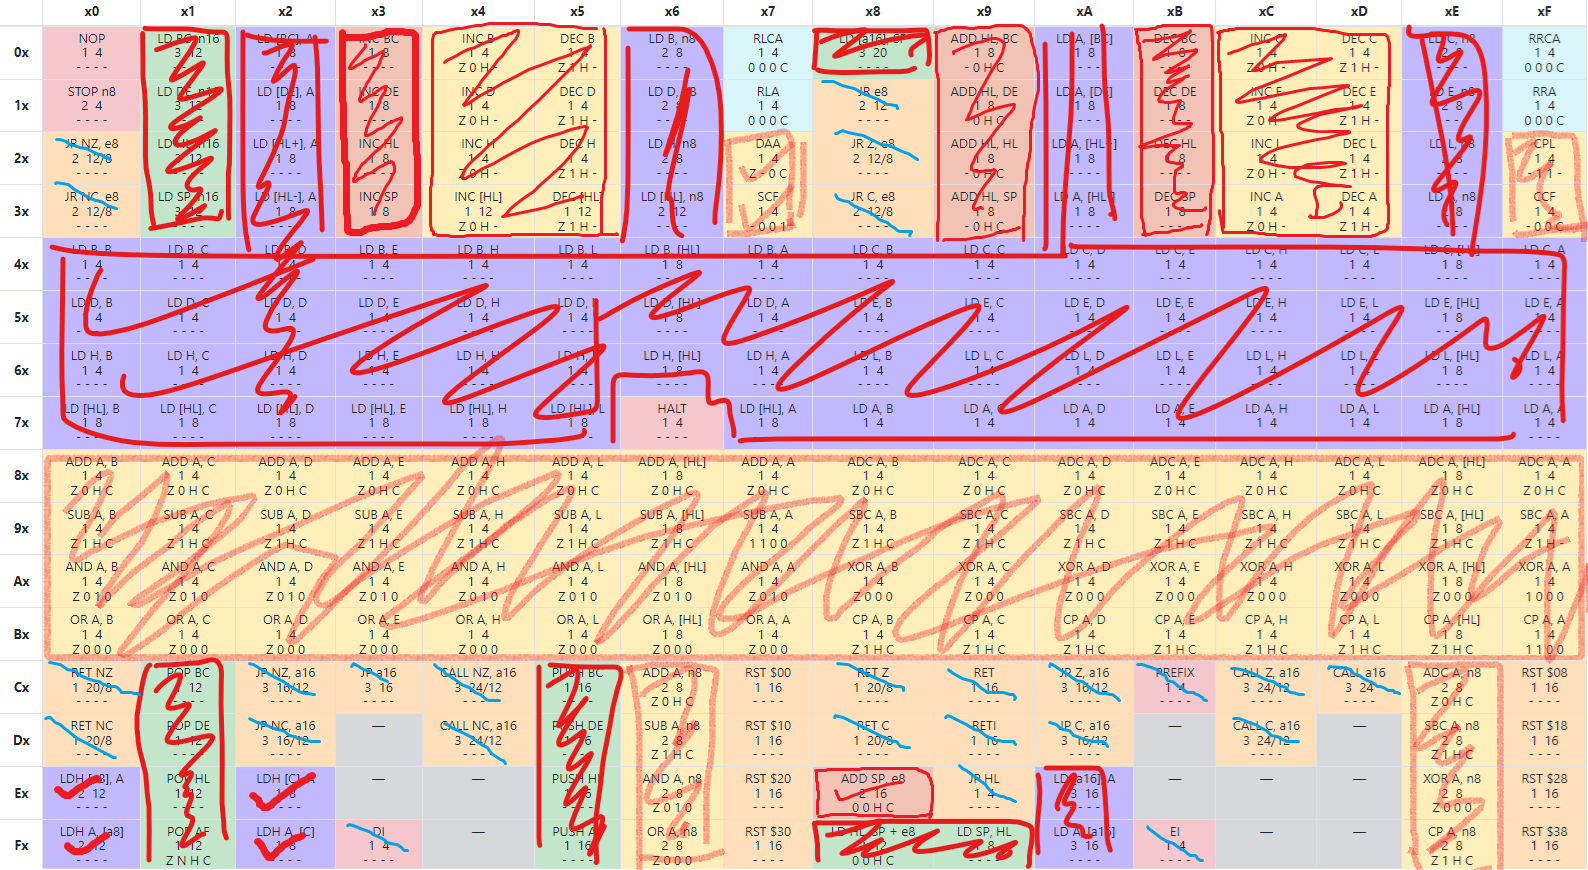 x0 x1 x2 x3 x4 x5 x6 x7 x8 x9 xA xB xC xD xE xF
NOP LD BC, n16 LD [BC], A INC BC INC B DEC B LD B, n8 RLCA LD [a16], SP ADD HL, BC LD A, [BC] DEC BC INC C DEC C LD C, n8 RRCA
0x 1 4 3 12 1 8 1 8 1 4 1 4 2 8 1 4 3 20 1 8 1 8 1 8 1 4 1 4 2 8 1 4
- - - - - - - - - - - - - - - - Z 0 H - Z 1 H - - - - - 0 0 0 C - - - - - 0 H C - - - - - - - - Z 0 H - Z 1 H - - - - - 0 0 0 C
STOP n8 LD DE, n16 LD [DE], A INC DE INC D DEC D LD D, n8 RLA JR e8 ADD HL, DE LD A, [DE] DEC DE INC E DEC E LD E, n8 RRA
1x 2 4 3 12 1 8 1 8 1 4 1 4 2 8 1 4 2 12 1 8 1 8 1 8 1 4 1 4 2 8 1 4
- - - - - - - - - - - - - - - - Z 0 H - Z 1 H - - - - - 0 0 0 C - - - - - 0 H C - - - - - - - - Z 0 H - Z 1 H - - - - - 0 0 0 C
JR NZ, e8 LD HL, n16 LD [HL+], A INC HL INC H DEC H LD H, n8 DAA JR Z, e8 ADD HL, HL LD A, [HL+] DEC HL INC L DEC L LD L, n8 CPL
2x 2 12/8 3 12 1 8 1 8 1 4 1 4 2 8 1 4 2 12/8 1 8 1 8 1 8 1 4 1 4 2 8 1 4
- - - - - - - - - - - - - - - - Z 0 H - Z 1 H - - - - - Z - 0 C - - - - - 0 H C - - - - - - - - Z 0 H - Z 1 H - - - - - - 1 1 -
JR NC, e8 LD SP, n16 LD [HL-], A INC SP INC [HL] DEC [HL] LD [HL], n8 SCF JR C, e8 ADD HL, SP LD A, [HL-] DEC SP INC A DEC A LD A, n8 CCF
3x 2 12/8 3 12 1 8 1 8 1 12 1 12 2 12 1 4 2 12/8 1 8 1 8 1 8 1 4 1 4 2 8 1 4
- - - - - - - - - - - - - - - - Z 0 H - Z 1 H - - - - - - 0 0 1 - - - - - 0 H C - - - - - - - - Z 0 H - Z 1 H - - - - - - 0 0 C
LD B, B LD B, C LD B, D LD B, E LD B, H LD B, L LD B, [HL] LD B, A LD C, B LD C, C LD C, D LD C, E LD C, H LD C, L LD C, [HL] LD C, A
4x 1 4 1 4 1 4 1 4 1 4 1 4 1 8 1 4 1 4 1 4 1 4 1 4 1 4 1 4 1 8 1 4
- - - - - - - - - - - - - - - - - - - - - - - - - - - - - - - - - - - - - - - - - - - - - - - - - - - - - - - - - - - - - - - -
LD D, B LD D, C LD D, D LD D, E LD D, H LD D, L LD D, [HL] LD D, A LD E, B LD E, C LD E, D LD E, E LD E, H LD E, L LD E, [HL] LD E, A
5x 1 4 1 4 1 4 1 4 1 4 1 4 1 8 1 4 1 4 1 4 1 4 1 4 1 4 1 4 1 8 1 4
- - - - - - - - - - - - - - - - - - - - - - - - - - - - - - - - - - - - - - - - - - - - - - - - - - - - - - - - - - - - - - - -
LD H, B LD H, C LD H, D LD H, E LD H, H LD H, L LD H, [HL] LD H, A LD L, B LD L, C LD L, D LD L, E LD L, H LD L, L LD L, [HL] LD L, A
6x 1 4 1 4 1 4 1 4 1 4 1 4 1 8 1 4 1 4 1 4 1 4 1 4 1 4 1 4 1 8 1 4
- - - - - - - - - - - - - - - - - - - - - - - - - - - - - - - - - - - - - - - - - - - - - - - - - - - - - - - - - - - - - - - -
LD [HL], B LD [HL], C LD [HL], D LD [HL], E LD [HL], H LD [HL], L HALT LD [HL], A LD A, B LD A, C LD A, D LD A, E LD A, H LD A, L LD A, [HL] LD A, A
7x 1 8 1 8 1 8 1 8 1 8 1 8 1 4 1 8 1 4 1 4 1 4 1 4 1 4 1 4 1 8 1 4
- - - - - - - - - - - - - - - - - - - - - - - - - - - - - - - - - - - - - - - - - - - - - - - - - - - - - - - - - - - - - - - -
ADD A, B ADD A, C ADD A, D ADD A, E ADD A, H ADD A, L ADD A, [HL] ADD A, A ADC A, B ADC A, C ADC A, D ADC A, E ADC A, H ADC A, L ADC A, [HL] ADC A, A
8x 1 4 1 4 1 4 1 4 1 4 1 4 1 8 1 4 1 4 1 4 1 4 1 4 1 4 1 4 1 8 1 4
Z 0 H C Z 0 H C Z 0 H C Z 0 H C Z 0 H C Z 0 H C Z 0 H C Z 0 H C Z 0 H C Z 0 H C Z 0 H C Z 0 H C Z 0 H C Z 0 H C Z 0 H C Z 0 H C
SUB A, B SUB A, C SUB A, D SUB A, E SUB A, H SUB A, L SUB A, [HL] SUB A, A SBC A, B SBC A, C SBC A, D SBC A, E SBC A, H SBC A, L SBC A, [HL] SBC A, A
9x 1 4 1 4 1 4 1 4 1 4 1 4 1 8 1 4 1 4 1 4 1 4 1 4 1 4 1 4 1 8 1 4
Z 1 H C Z 1 H C Z 1 H C Z 1 H C Z 1 H C Z 1 H C Z 1 H C 1 1 0 0 Z 1 H C Z 1 H C Z 1 H C Z 1 H C Z 1 H C Z 1 H C Z 1 H C Z 1 H -
AND A, B AND A, C AND A, D AND A, E AND A, H AND A, L AND A, [HL] AND A, A XOR A, B XOR A, C XOR A, D XOR A, E XOR A, H XOR A, L XOR A, [HL] XOR A, A
Ax 1 4 1 4 1 4 1 4 1 4 1 4 1 8 1 4 1 4 1 4 1 4 1 4 1 4 1 4 1 8 1 4
Z 0 1 0 Z 0 1 0 Z 0 1 0 Z 0 1 0 Z 0 1 0 Z 0 1 0 Z 0 1 0 Z 0 1 0 Z 0 0 0 Z 0 0 0 Z 0 0 0 Z 0 0 0 Z 0 0 0 Z 0 0 0 Z 0 0 0 1 0 0 0
OR A, B OR A, C OR A, D OR A, E OR A, H OR A, L OR A, [HL] OR A, A CP A, B CP A, C CP A, D CP A, E CP A, H CP A, L CP A, [HL] CP A, A
Bx 1 4 1 4 1 4 1 4 1 4 1 4 1 8 1 4 1 4 1 4 1 4 1 4 1 4 1 4 1 8 1 4
Z 0 0 0 Z 0 0 0 Z 0 0 0 Z 0 0 0 Z 0 0 0 Z 0 0 0 Z 0 0 0 Z 0 0 0 Z 1 H C Z 1 H C Z 1 H C Z 1 H C Z 1 H C Z 1 H C Z 1 H C 1 1 0 0
RET NZ POP BC JP NZ, a16 JP a16 CALL NZ, a16 PUSH BC ADD A, n8 RST $00 RET Z RET JP Z, a16 PREFIX CALL Z, a16 CALL a16 ADC A, n8 RST $08
Cx 1 20/8 1 12 3 16/12 3 16 3 24/12 1 16 2 8 1 16 1 20/8 1 16 3 16/12 1 4 3 24/12 3 24 2 8 1 16
- - - - - - - - - - - - - - - - - - - - - - - - Z 0 H C - - - - - - - - - - - - - - - - - - - - - - - - - - - - Z 0 H C - - - -
RET NC POP DE JP NC, a16 — CALL NC, a16 PUSH DE SUB A, n8 RST $10 RET C RETI JP C, a16 — CALL C, a16 — SBC A, n8 RST $18
Dx 1 20/8 1 12 3 16/12 3 24/12 1 16 2 8 1 16 1 20/8 1 16 3 16/12 3 24/12 2 8 1 16
- - - - - - - - - - - - - - - - - - - - Z 1 H C - - - - - - - - - - - - - - - - - - - - Z 1 H C - - - -
LDH [a8], A POP HL LDH [C], A — — PUSH HL AND A, n8 RST $20 ADD SP, e8 JP HL LD [a16], A — — — XOR A, n8 RST $28
Ex 2 12 1 12 1 8 1 16 2 8 1 16 2 16 1 4 3 16 2 8 1 16
- - - - - - - - - - - - - - - - Z 0 1 0 - - - - 0 0 H C - - - - - - - - Z 0 0 0 - - - -
LDH A, [a8] POP AF LDH A, [C] DI — PUSH AF OR A, n8 RST $30 LD HL, SP + e8 LD SP, HL LD A, [a16] EI — — CP A, n8 RST $38
Fx 2 12 1 12 1 8 1 4 1 16 2 8 1 16 2 12 1 8 3 16 1 4 2 8 1 16
- - - - Z N H C - - - - - - - - - - - - Z 0 0 0 - - - - 0 0 H C - - - - - - - - - - - - Z 1 H C - - - -